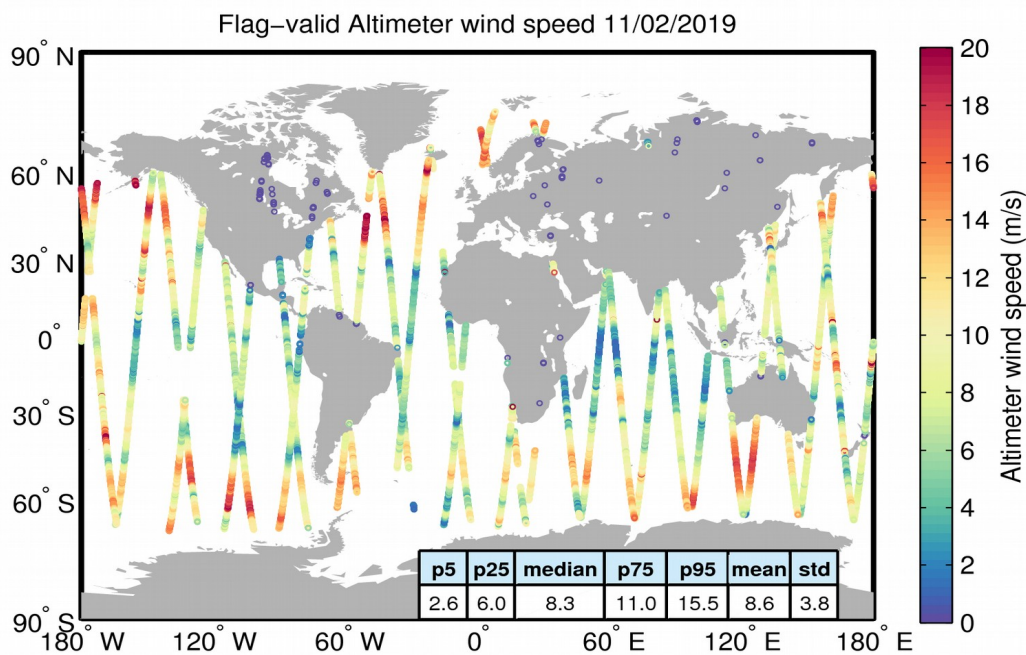 Flag-valid Altimeter wind speed 11/02/2019
90° N
60° N
30° N
0°
30° S
60° S
90° S
180° W
120° W
60° W
0°
60° E
120° E
180° E
p5 p25 median p75 p95 mean std
2.6 6.0 8.3 11.0 15.5 8.6 3.8
20
18
16
14
12
10
8
6
4
2
0
Altimeter wind speed (m/s)